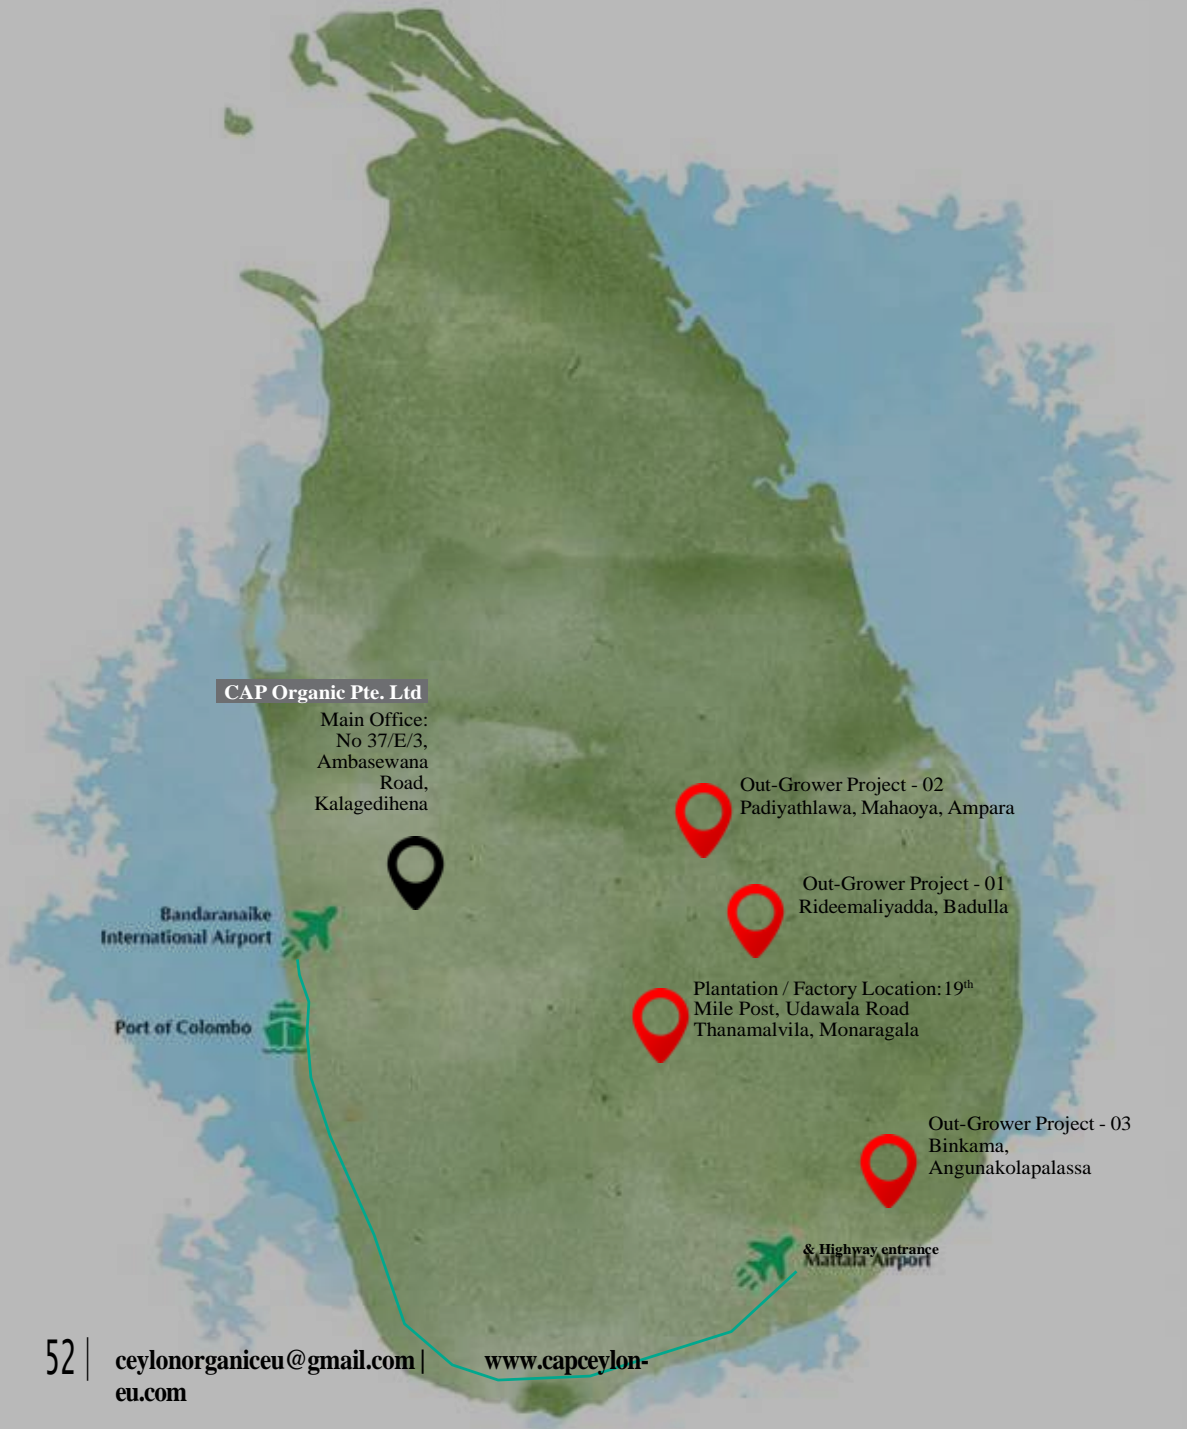 CAP Organic Pte. Ltd
Main Office:
No 37/E/3,
Ambasewana
Road,
Kalagedihena
Out-Grower Project - 02
Padiyathlawa, Mahaoya, Ampara
Out-Grower Project - 01
Rideemaliyadda, Badulla
Bandaranaike
International Airport
Plantation / Factory Location:19th
Mile Post, Udawala Road
Thanamalvila, Monaragala
Port of Colombo
Out-Grower Project - 03
Binkama,
Angunakolapalassa
& Highway entrance
Mattala Airport
52 | ceylonorganiceu@gmail.com | www.capceylon-
eu.com